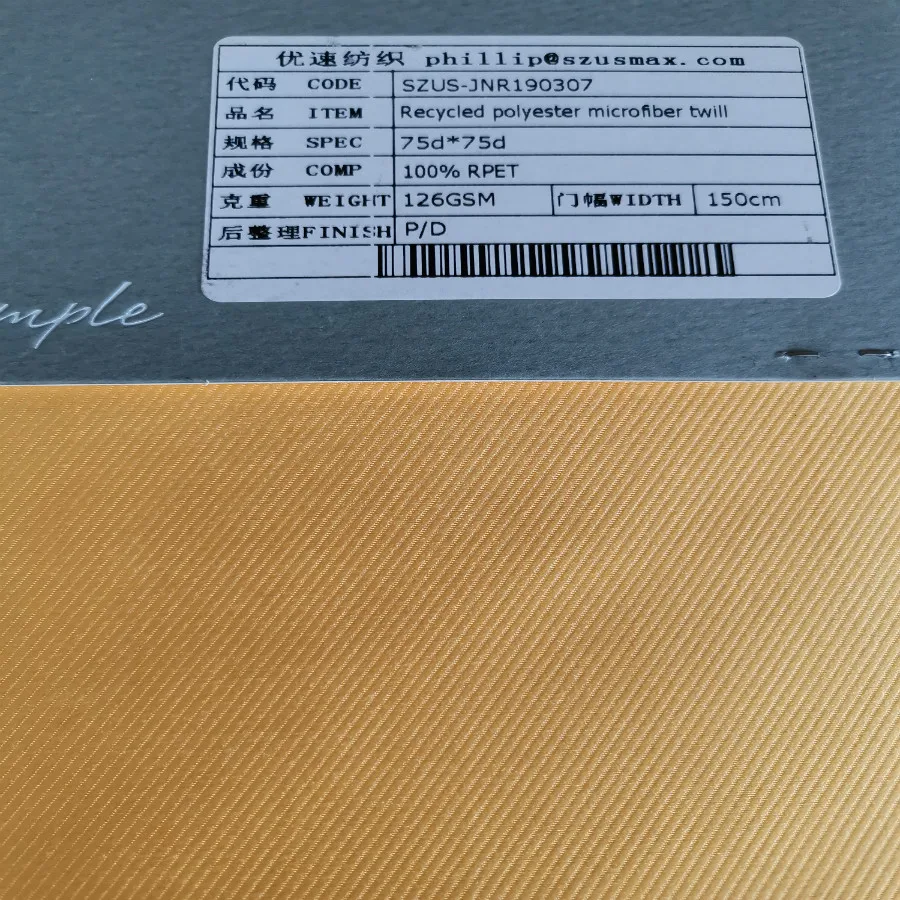 优速纺织 phillip@szusmax.com
代码 CODE SZUS-JNR190307
品名 ITEM Recycled polyester microfiber twill
规格 SPEC 75d*75d
成份 COMP 100% RPET
克重 WEIGHT 126GSM 门幅WIDTH 150cm
后整理FINISH P/D
mple